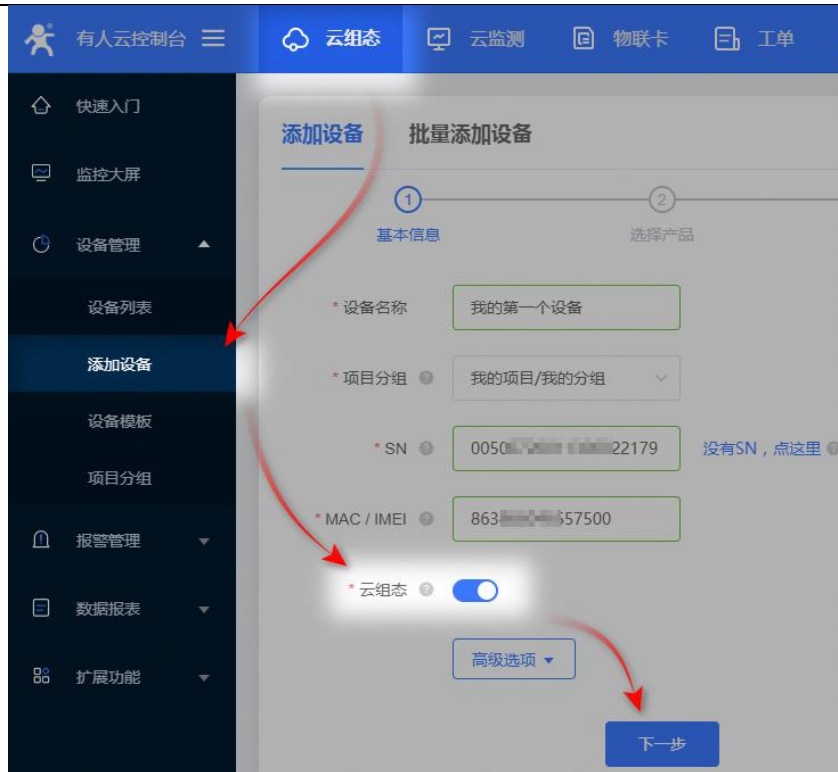 有人云控制台
云组态
云监测
物联卡
工单
快速入门
监控大屏
设备管理
设备列表
添加设备
设备模板
项目分组
报警管理
数据报表
扩展功能
添加设备
批量添加设备
1
2
基本信息
选择产品
* 设备名称
我的第一个设备
* 项目分组
我的项目/我的分组
* SN
0050 22179
没有SN，点这里
* MAC / IMEI
863 557500
* 云组态
高级选项
下一步